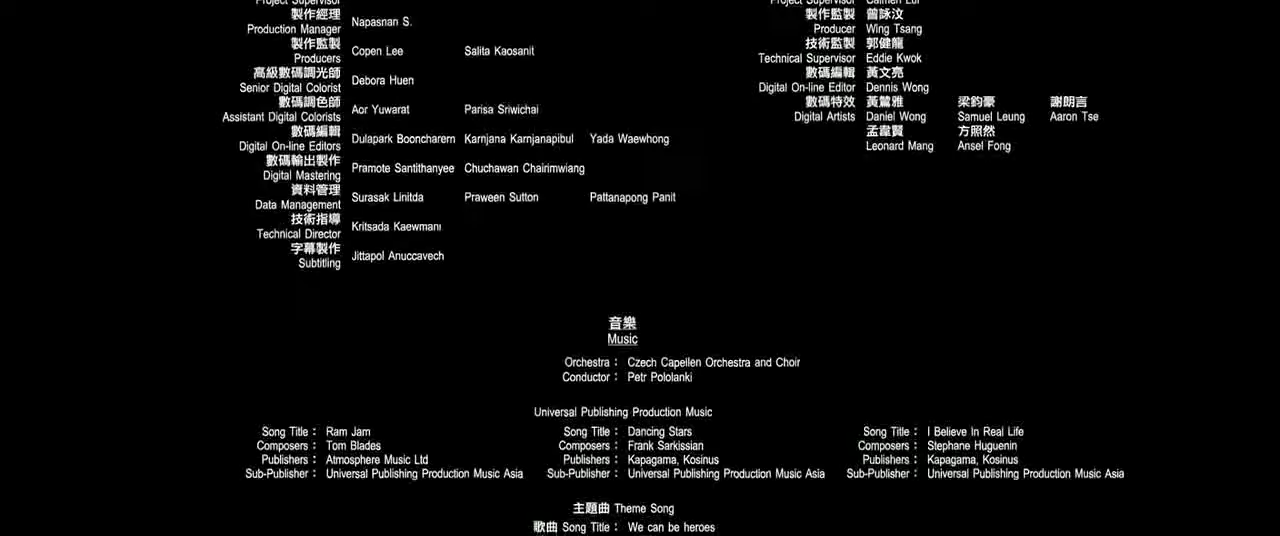 Project Supervisor
製作經理
Production Manager Napasnan S.
製作監製
Producers Copen Lee Salita Kaosanit
高級數碼調光師
Senior Digital Colorist Debora Huen
數碼調色師
Assistant Digital Colorists Aor Yuwarat Parisa Sriwichai
數碼編輯
Digital On-line Editors Dulapark Booncharern Karnjana Karnjanapibul Yada Waewhong
數碼輸出製作
Digital Mastering Pramote Santithanyee Chuchawan Chairimwiang
資料管理
Data Management Surasak Linitda Praween Sutton Pattanapong Panit
技術指導
Technical Director Kritsada Kaewmani
字幕製作
Subtitling Jittapol Anuccavech
Project Supervisor Carmen Lui
製作監製 曾詠汶
Producer Wing Tsang
技術監製 郭健龍
Technical Supervisor Eddie Kwok
數碼編輯 黃文亮
Digital On-line Editor Dennis Wong
數碼特效 黃鶯雅 梁鈞豪 謝朗言
Digital Artists Daniel Wong Samuel Leung Aaron Tse
孟韋賢 方照然
Leonard Mang Ansel Fong
音樂
Music
Orchestra : Czech Capellen Orchestra and Choir
Conductor : Petr Pololanki
Universal Publishing Production Music
Song Title : Ram Jam
Composers : Tom Blades
Publishers : Atmosphere Music Ltd
Sub-Publisher : Universal Publishing Production Music Asia
Song Title : Dancing Stars
Composers : Frank Sarkissian
Publishers : Kapagama, Kosinus
Sub-Publisher : Universal Publishing Production Music Asia
Song Title : I Believe In Real Life
Composers : Stephane Huguenin
Publishers : Kapagama, Kosinus
Sub-Publisher : Universal Publishing Production Music Asia
主題曲 Theme Song
歌曲 Song Title : We can be heroes